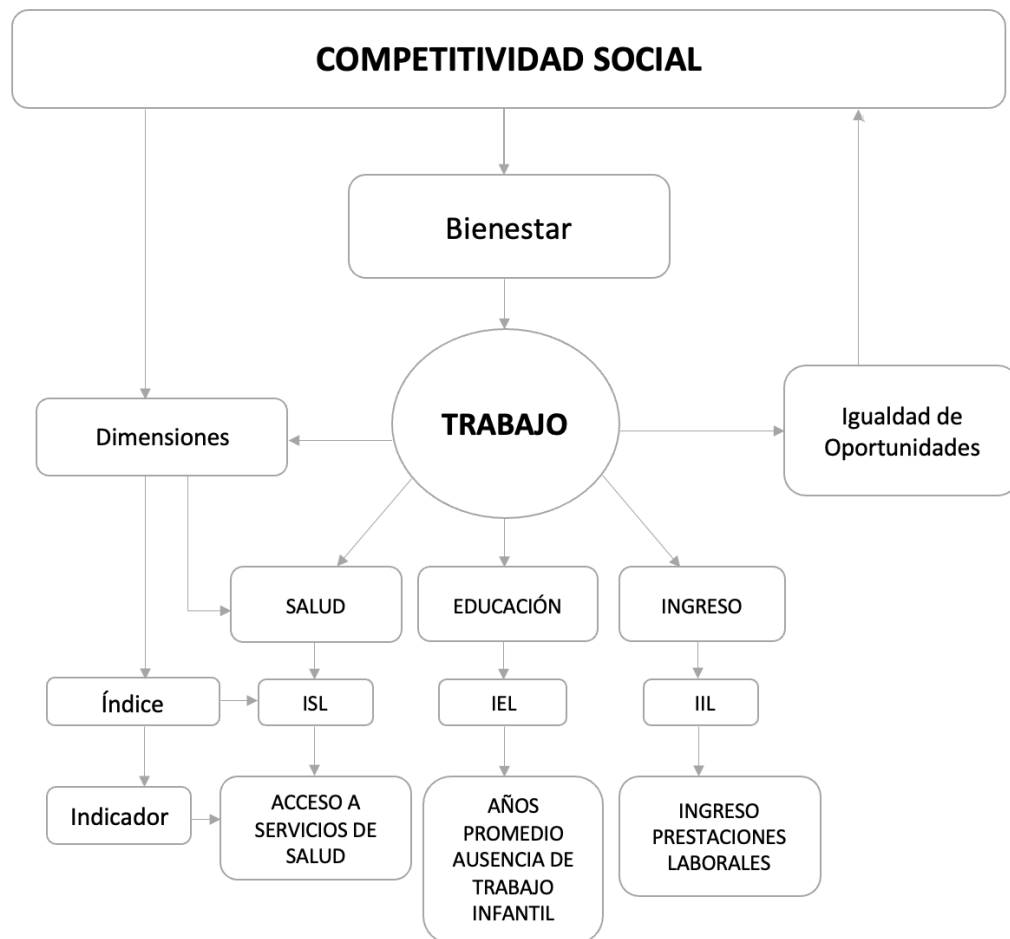 COMPETITIVIDAD SOCIAL
Bienestar
TRABAJO
Dimensiones
Igualdad de
Oportunidades
SALUD
EDUCACIÓN
INGRESO
Índice
ISL
IEL
IIL
Indicador
ACCESO A
SERVICIOS DE
SALUD
AÑOS
PROMEDIO
AUSENCIA DE
TRABAJO
INFANTIL
INGRESO
PRESTACIONES
LABORALES